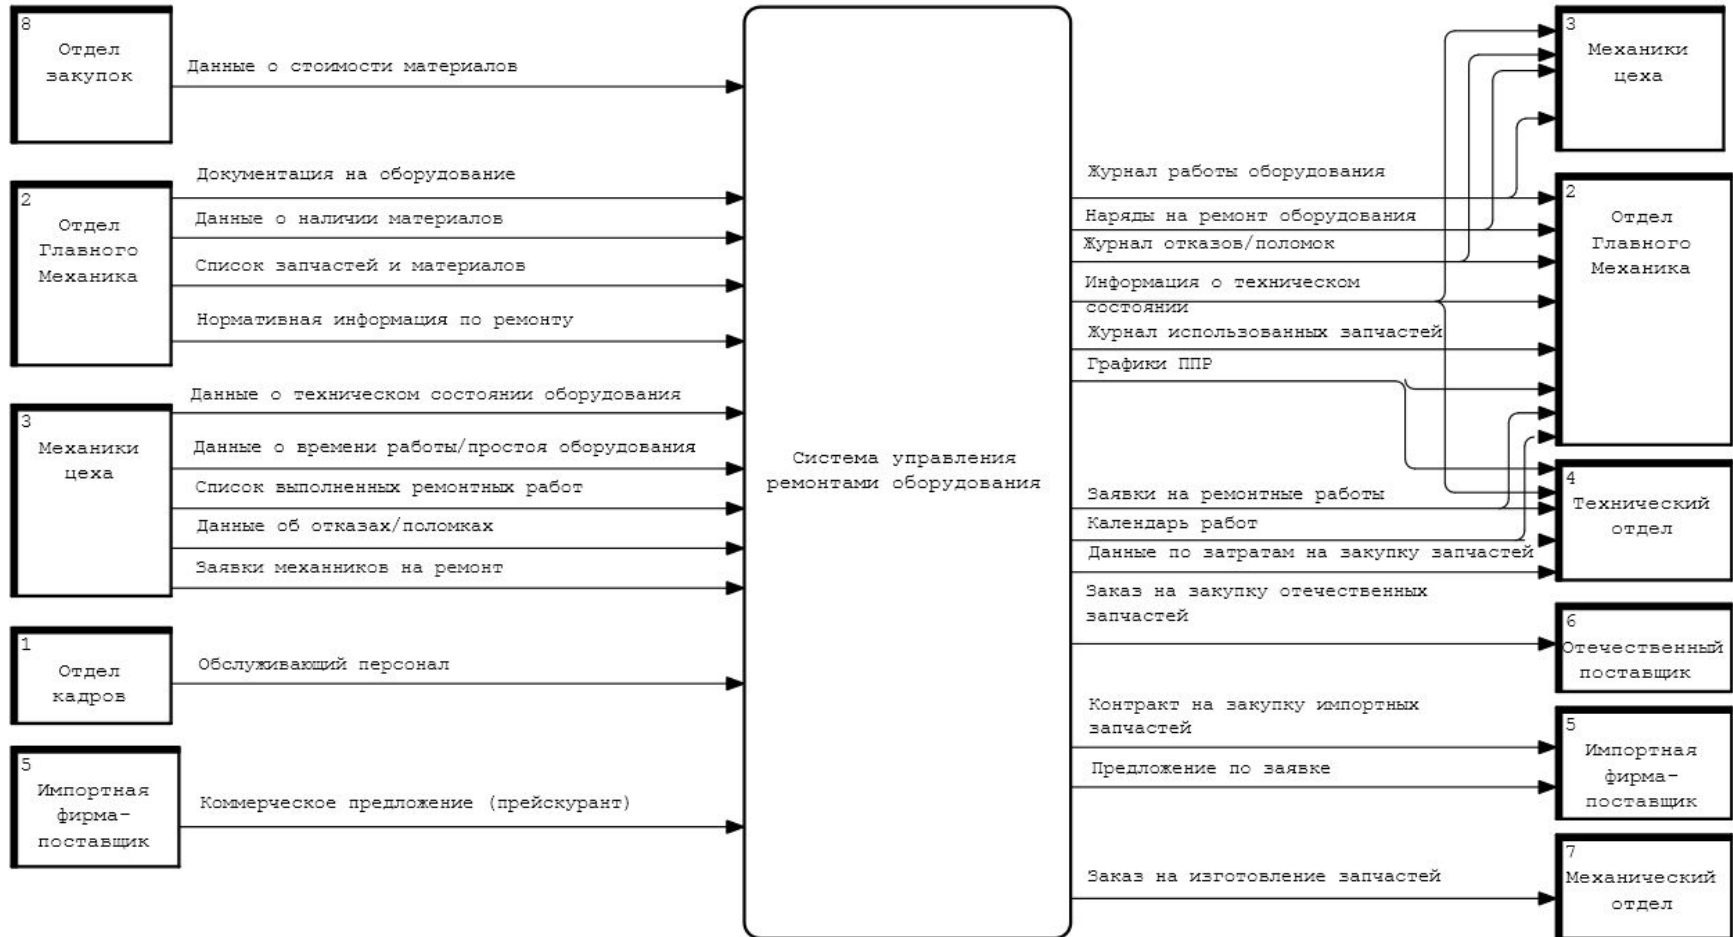 8
Отдел
закупок
Данные о стоимости материалов
2
Отдел
Главного
Механика
Документация на оборудование
Данные о наличии материалов
Список запчастей и материалов
Нормативная информация по ремонту
3
Механики
цеха
Данные о техническом состоянии оборудования
Данные о времени работы/простоя оборудования
Список выполненных ремонтных работ
Данные об отказах/поломках
Заявки механников на ремонт
1
Отдел
кадров
Обслуживающий персонал
5
Импортная
фирма-
поставщик
Коммерческое предложение (прейскурант)
Система управления
ремонтами оборудования
Журнал работы оборудования
Наряды на ремонт оборудования
Журнал отказов/поломок
Информация о техническом
состоянии
Журнал использованных запчастей
Графики ППР
Заявки на ремонтные работы
Календарь работ
Данные по затратам на закупку запчастей
Заказ на закупку отечественных
запчастей
Контракт на закупку импортных
запчастей
Предложение по заявке
Заказ на изготовление запчастей
3
Механики
цеха
2
Отдел
Главного
Механика
4
Технический
отдел
6
Отечественный
поставщик
5
Импортная
фирма-
поставщик
7
Механический
отдел